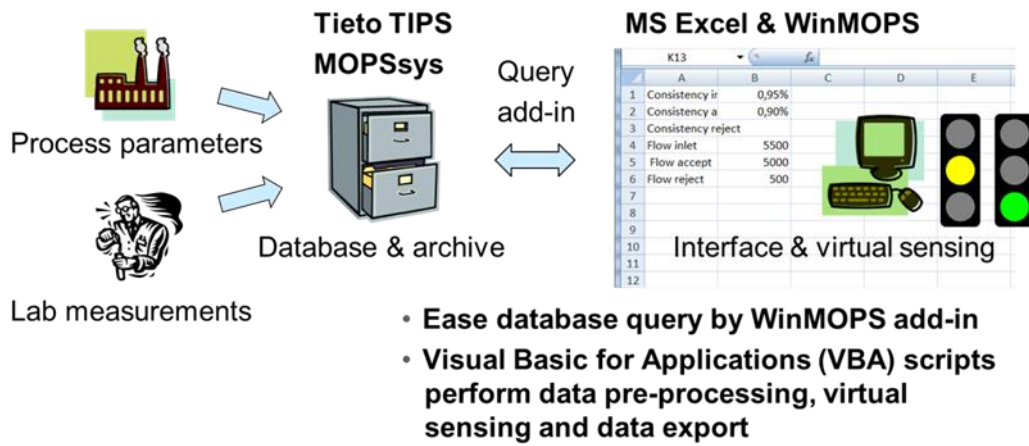 Tieto TIPS
MOPSsys
MS Excel & WinMOPS
Query
add-in
Process parameters
Lab measurements
Database & archive
K13 fx
A B C D E
1 Consistency ir 0,95%
2 Consistency a 0,90%
3 Consistency reject
4 Flow inlet 5500
5 Flow accept 5000
6 Flow reject 500
7
8
9
10
11
12
Interface & virtual sensing
• Ease database query by WinMOPS add-in
• Visual Basic for Applications (VBA) scripts
perform data pre-processing, virtual
sensing and data export